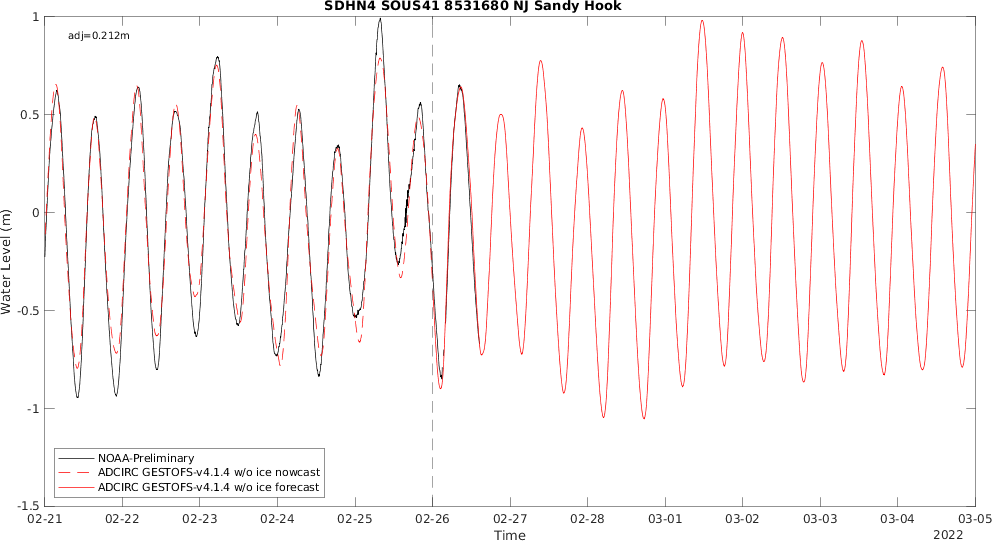 SDHN4 SOUS41 8531680 NJ Sandy Hook
adj=0.212m
1
0.5
0
-0.5
-1
-1.5
Water Level (m)
NOAA-Preliminary
ADCIRC GESTOFS-v4.1.4 w/o ice nowcast
ADCIRC GESTOFS-v4.1.4 w/o ice forecast
02-21 02-22 02-23 02-24 02-25 02-26 02-27 02-28 03-01 03-02 03-03 03-04 03-05
Time
2022